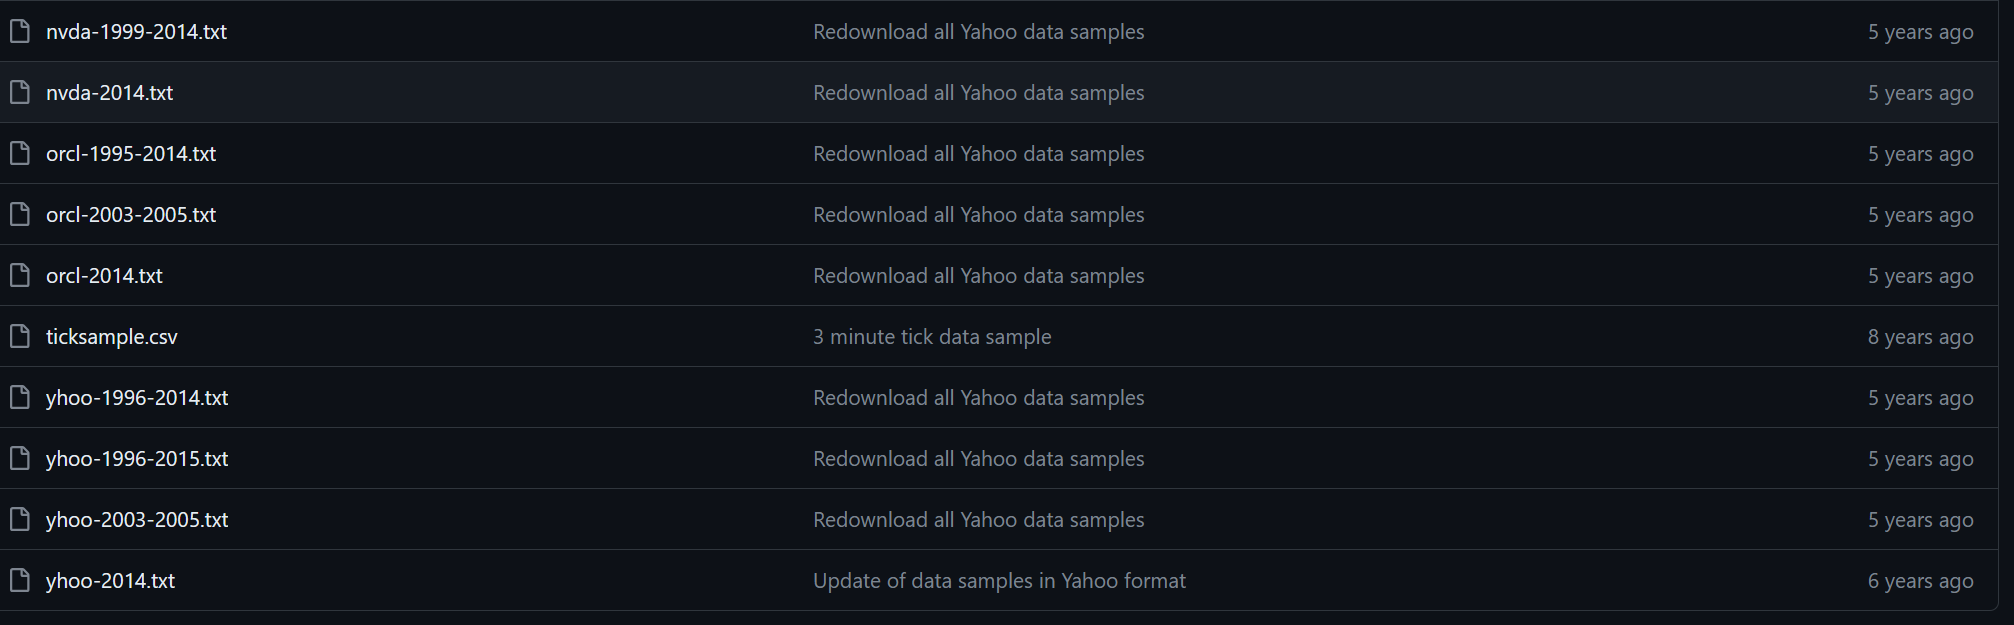 nvda-1999-2014.txt Redownload all Yahoo data samples 5 years ago
nvda-2014.txt Redownload all Yahoo data samples 5 years ago
orcl-1995-2014.txt Redownload all Yahoo data samples 5 years ago
orcl-2003-2005.txt Redownload all Yahoo data samples 5 years ago
orcl-2014.txt Redownload all Yahoo data samples 5 years ago
ticksample.csv 3 minute tick data sample 8 years ago
yhoo-1996-2014.txt Redownload all Yahoo data samples 5 years ago
yhoo-1996-2015.txt Redownload all Yahoo data samples 5 years ago
yhoo-2003-2005.txt Redownload all Yahoo data samples 5 years ago
yhoo-2014.txt Update of data samples in Yahoo format 6 years ago